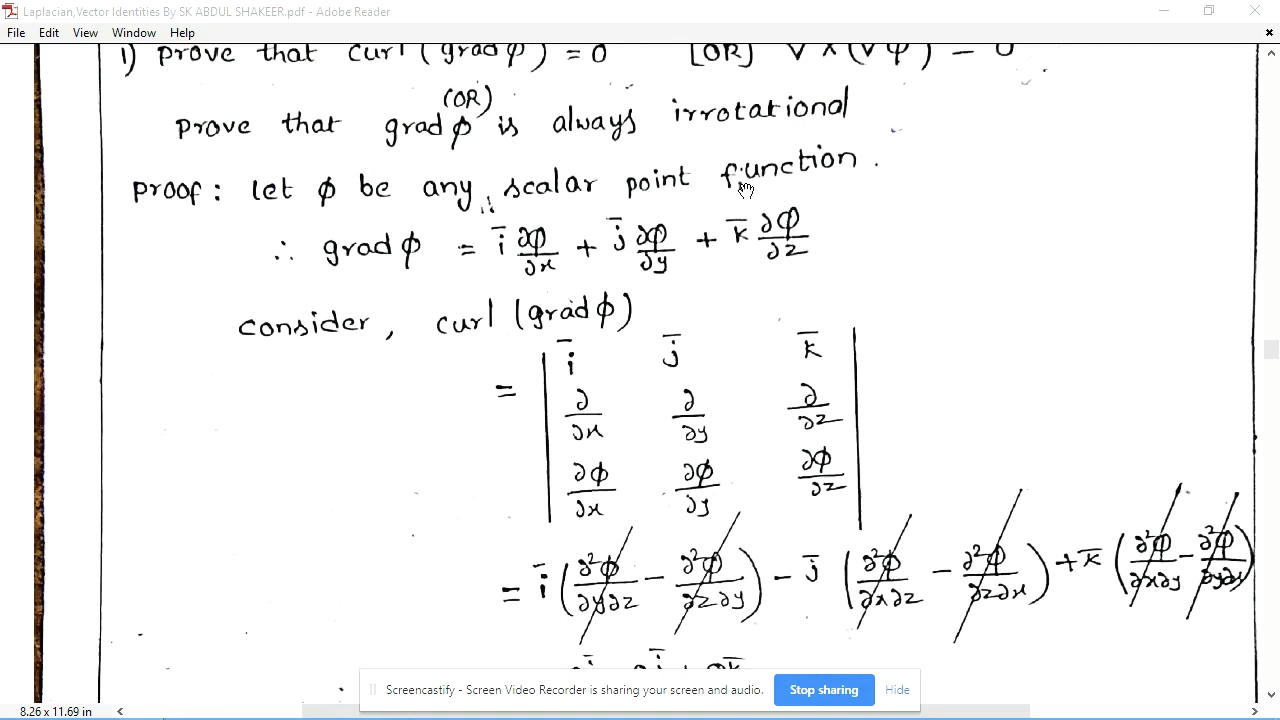 Laplacian,Vector Identities By SK ABDUL SHAKEER.pdf - Adobe Reader
File Edit View Window Help
1) prove that curl (grad φ) = 0 [OR] ∇ × (∇ φ) = 0
(OR)
prove that grad φ is always irrotational
proof: let φ be any scalar point function.
∴ grad φ = i̅ ∂φ/∂x + j̅ ∂φ/∂y + k̅ ∂φ/∂z
consider, curl (grad φ)
= | i̅ j̅ k̅ |
| ∂/∂x ∂/∂y ∂/∂z |
| ∂φ/∂x ∂φ/∂y ∂φ/∂z |
= i̅ (∂²φ/∂y∂z − ∂²φ/∂z∂y) − j̅ (∂²φ/∂x∂z − ∂²φ/∂z∂x) + k̅ (∂²φ/∂x∂y − ∂²φ/∂y∂x)
Screencastify - Screen Video Recorder is sharing your screen and audio. Stop sharing Hide
8.26 x 11.69 in